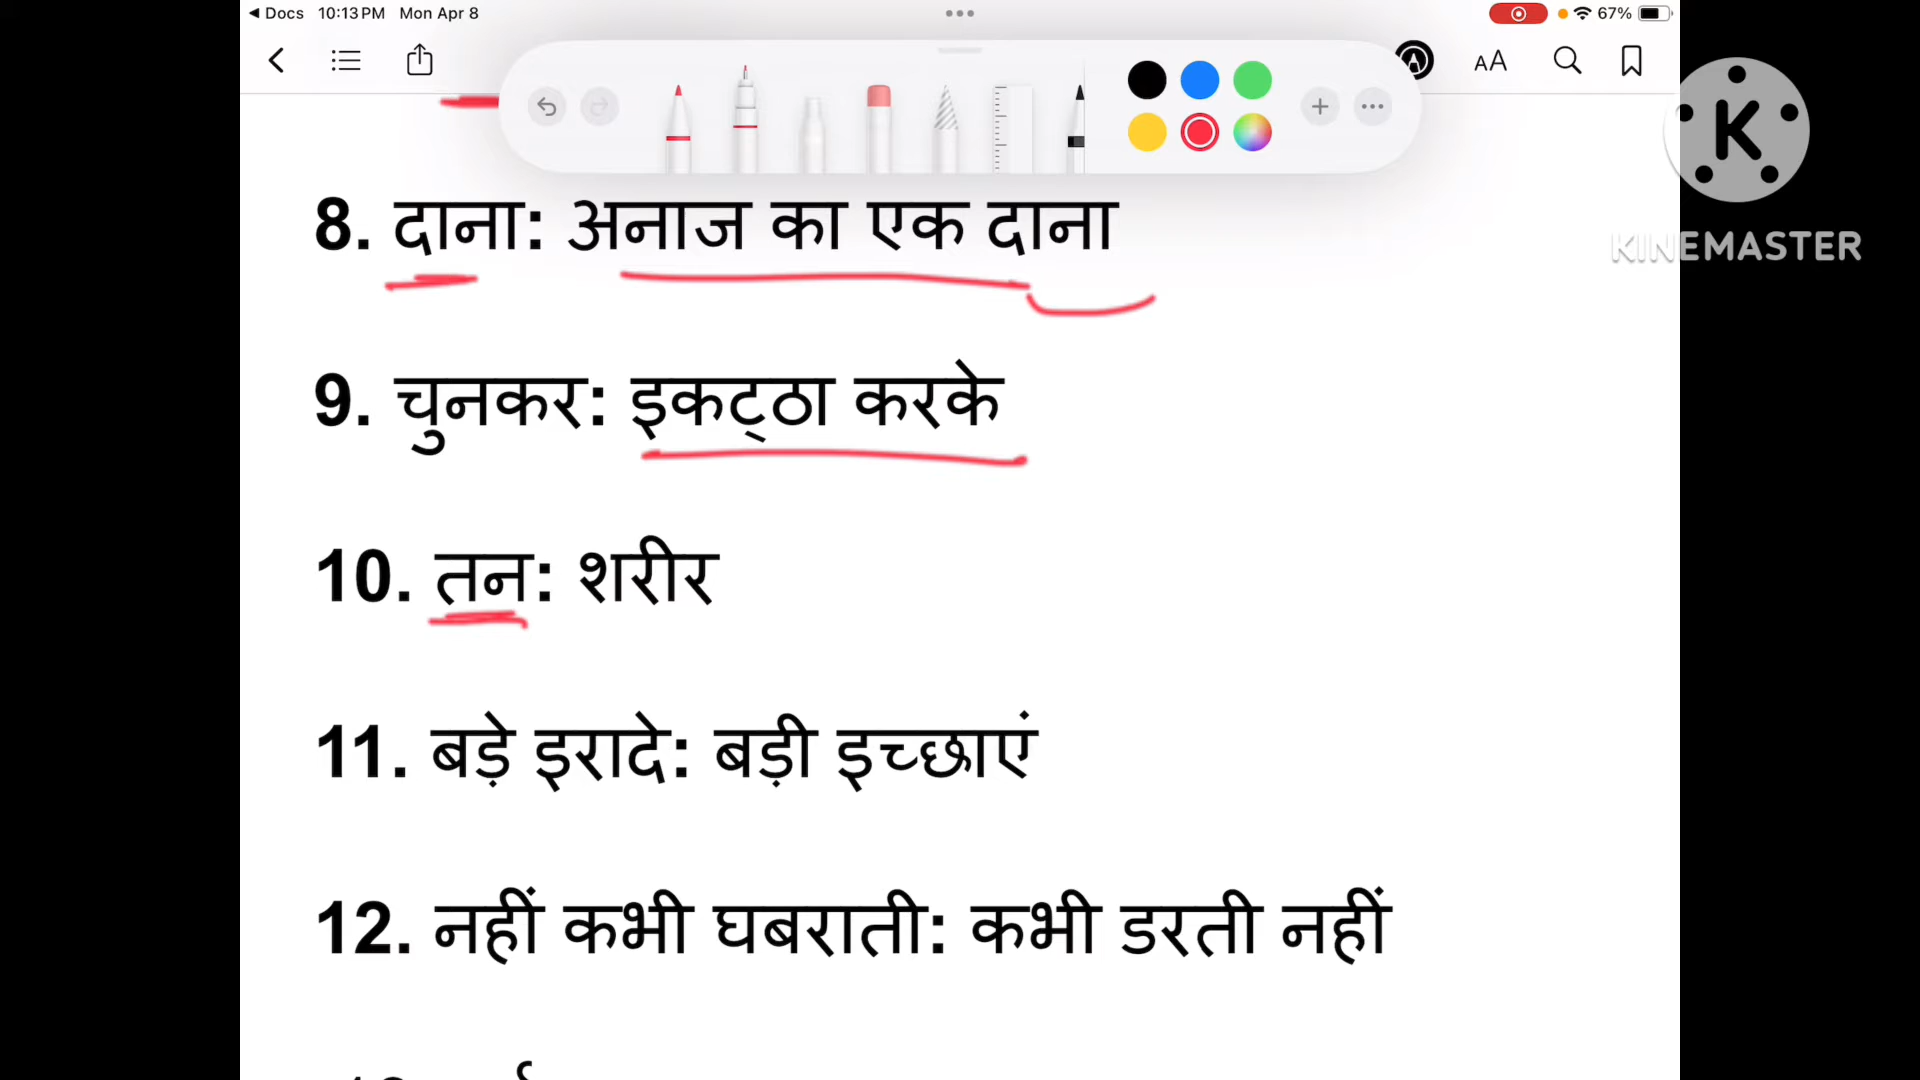 Docs 10:13 PM Mon Apr 8 67%
AA
K
KINEMASTER
8. दाना: अनाज का एक दाना
9. चुनकर: इकट्ठा करके
10. तन: शरीर
11. बड़े इरादे: बड़ी इच्छाएं
12. नहीं कभी घबराती: कभी डरती नहीं